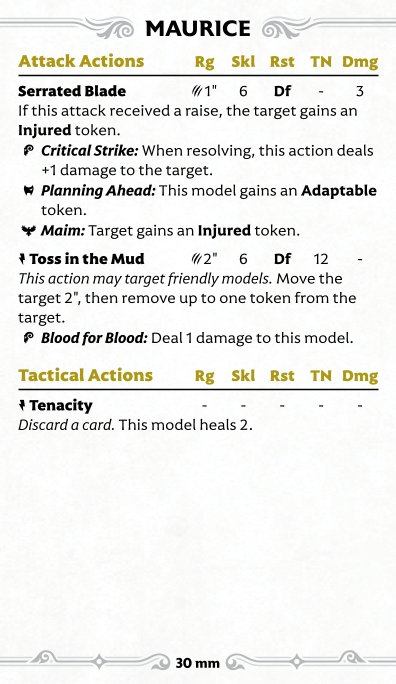 MAURICE
Attack Actions Rg Skl Rst TN Dmg
Serrated Blade 1" 6 Df - 3
If this attack received a raise, the target gains an
Injured token.
Critical Strike: When resolving, this action deals
+1 damage to the target.
Planning Ahead: This model gains an Adaptable
token.
Maim: Target gains an Injured token.
Toss in the Mud 2" 6 Df 12 -
This action may target friendly models. Move the
target 2", then remove up to one token from the
target.
Blood for Blood: Deal 1 damage to this model.
Tactical Actions Rg Skl Rst TN Dmg
Tenacity - - - - -
Discard a card. This model heals 2.
30 mm